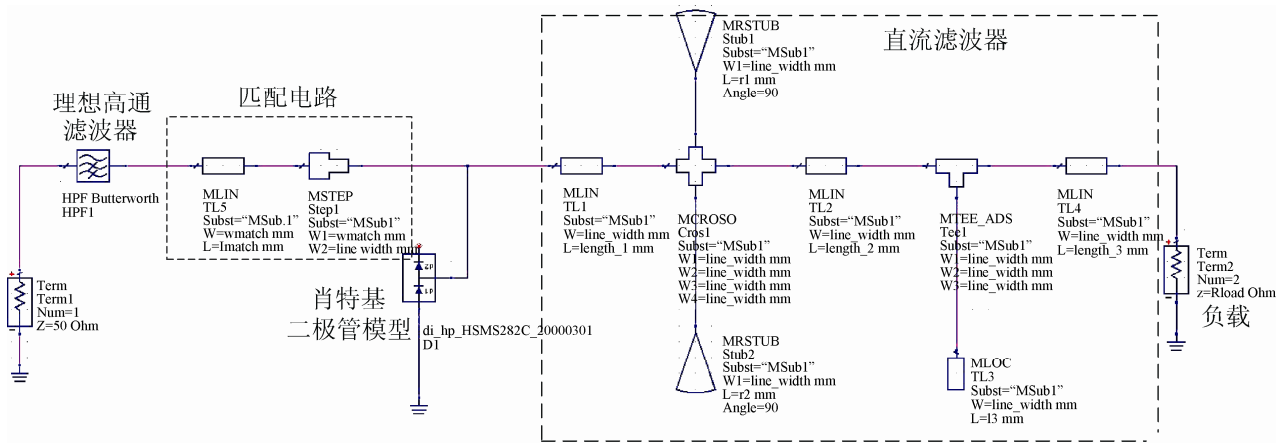 理想高通
滤波器
HPF Butterworth
HPF1
Term
Term1
Num=1
Z=50 Ohm
匹配电路
MLIN
TL5
Subst=“MSub.1”
W=wmatch mm
L=lmatch mm
MSTEP
Step1
Subst=“MSub1”
W1=wmatch mm
W2=line width mm
肖特基
二极管模型
di_hp_HSMS282C_20000301
D1
直流滤波器
MRSTUB
Stub1
Subst=“MSub1”
W1=line_width mm
L=r1 mm
Angle=90
MLIN
TL1
Subst=“MSub1”
W=line_width mm
L=length_1 mm
MCROSO
Cros1
Subst=“MSub1”
W1=line_width mm
W2=line_width mm
W3=line_width mm
W4=line_width mm
MRSTUB
Stub2
Subst=“MSub1”
W1=line_width mm
L=r2 mm
Angle=90
MLIN
TL2
Subst=“MSub1”
W=line_width mm
L=length_2 mm
MTEE_ADS
Tee1
Subst=“MSub1”
W1=line_width mm
W2=line_width mm
W3=line_width mm
MLOC
TL3
Subst=“MSub1”
W=line_width mm
L=l3 mm
MLIN
TL4
Subst=“MSub1”
W=line_width mm
L=length_3 mm
Term
Term2
Num=2
z=Rload Ohm
负载